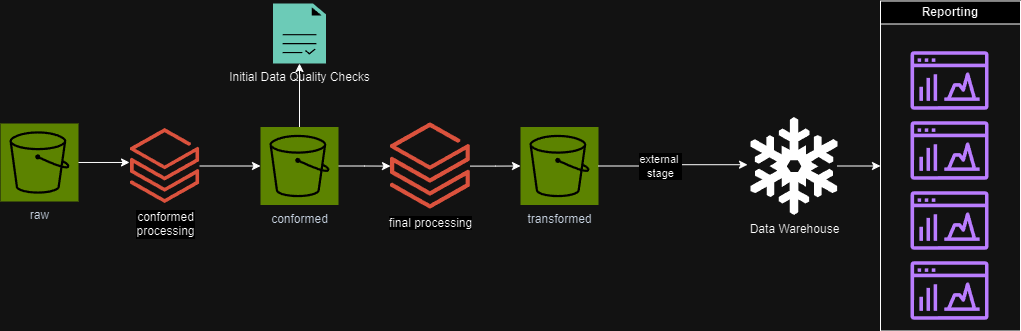 Reporting
Initial Data Quality Checks
raw
conformed
processing
conformed
final processing
transformed
external
stage
Data Warehouse